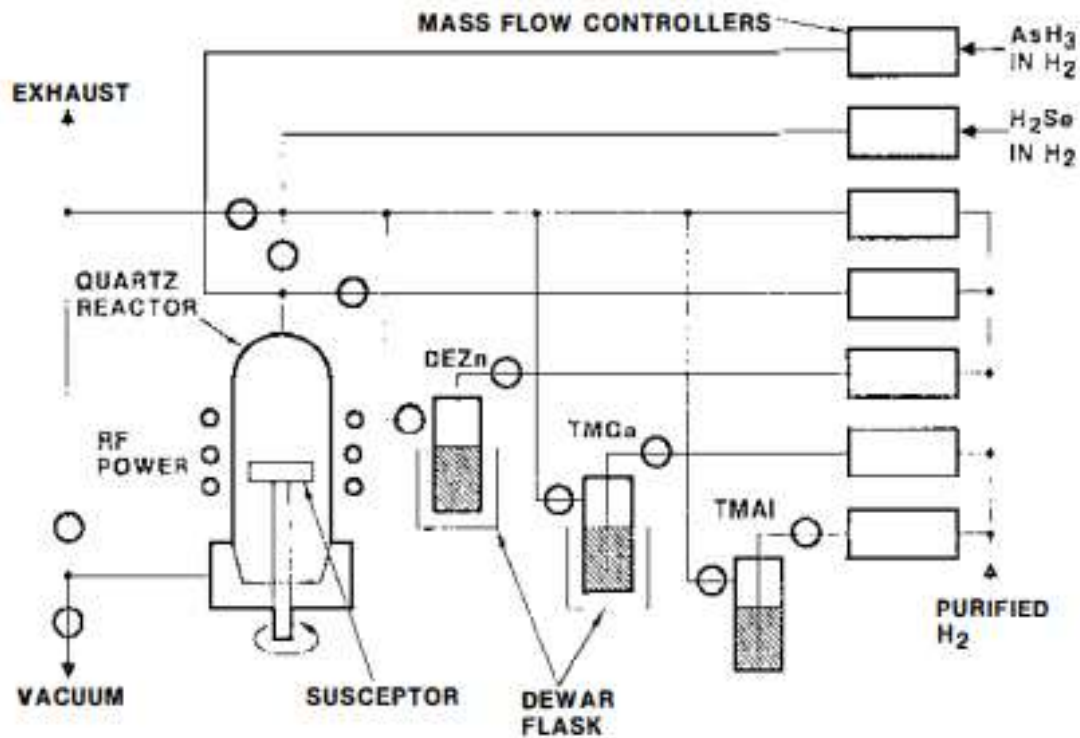 MASS FLOW CONTROLLERS
AsH3
IN H2
EXHAUST
H2Se
IN H2
QUARTZ
REACTOR
DEZn
TMGa
RF
POWER
TMAl
PURIFIED
H2
VACUUM
SUSCEPTOR
DEWAR
FLASK